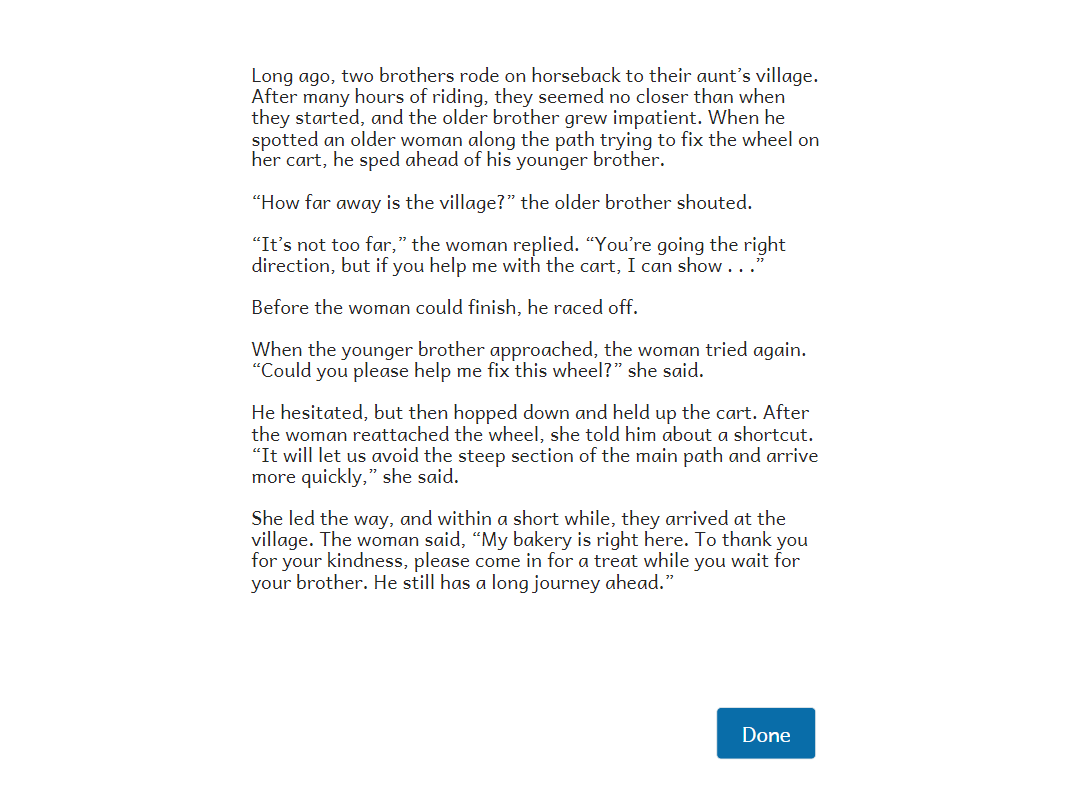 Long ago, two brothers rode on horseback to their aunt’s village.
After many hours of riding, they seemed no closer than when
they started, and the older brother grew impatient. When he
spotted an older woman along the path trying to fix the wheel on
her cart, he sped ahead of his younger brother.
“How far away is the village?” the older brother shouted.
“It’s not too far,” the woman replied. “You’re going the right
direction, but if you help me with the cart, I can show . . .”
Before the woman could finish, he raced off.
When the younger brother approached, the woman tried again.
“Could you please help me fix this wheel?” she said.
He hesitated, but then hopped down and held up the cart. After
the woman reattached the wheel, she told him about a shortcut.
“It will let us avoid the steep section of the main path and arrive
more quickly,” she said.
She led the way, and within a short while, they arrived at the
village. The woman said, “My bakery is right here. To thank you
for your kindness, please come in for a treat while you wait for
your brother. He still has a long journey ahead.”
Done